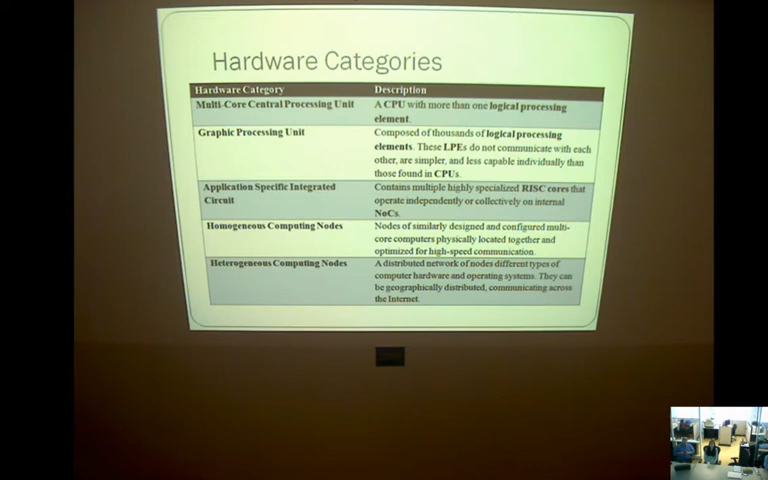 Hardware Categories
Hardware Category Description
Multi-Core Central Processing Unit A CPU with more than one logical processing
element.
Graphic Processing Unit Composed of thousands of logical processing
elements. These LPEs do not communicate with each
other, are simpler, and less capable individually than
those found in CPUs.
Application Specific Integrated Contains multiple highly specialized RISC cores that
Circuit operate independently or collectively on internal
NoCs.
Homogeneous Computing Nodes Nodes of similarly designed and configured multi-
core computers physically located together and
optimized for high-speed communication.
Heterogeneous Computing Nodes A distributed network of nodes different types of
computer hardware and operating systems. They can
be geographically distributed, communicating across
the Internet.